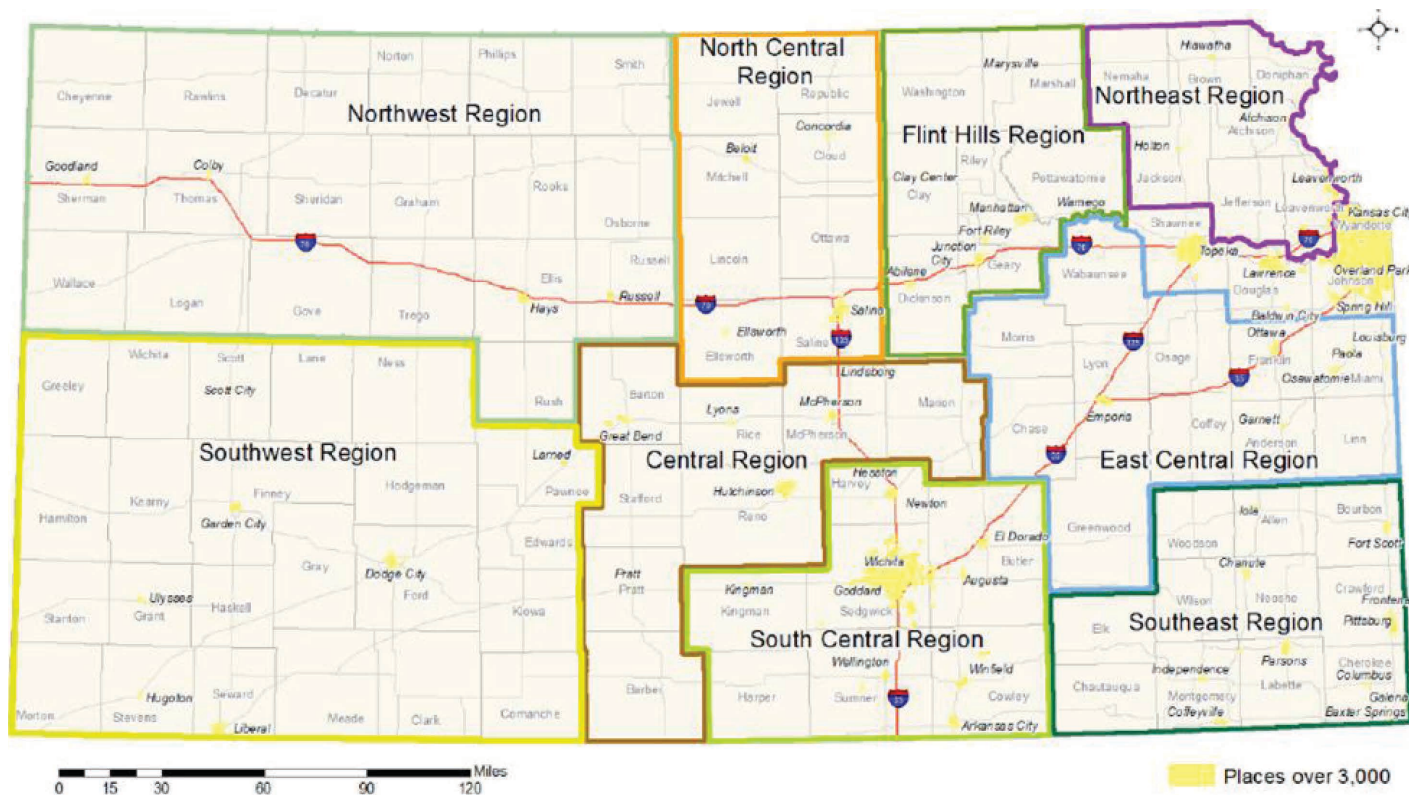 Hiawatha
North Central
Region
Norton
Phillips
Smith
Marysville
Marshall
Nemaha
Brown
Doniphan
Cheyenne
Rawlins
Decatur
Jewell
Republic
Washington
Northeast Region
Northwest Region
Concordia
Atchison
Atchison
Flint Hills Region
Beloit
Cloud
Holton
Goodland
Colby
Mitchell
Riley
Clay Center
Clay
Pottawatomie
Jackson
Leavenworth
Sherman
Thomas
Sheridan
Graham
Rooks
Wamego
Jefferson
Leavenworth
Kansas City
Wyandotte
Osborne
Manhattan
Shawnee
Ottawa
Fort Riley
70
70
70
Topeka
Junction
City
Geary
Lincoln
Russell
Wabaunsee
Lawrence
Overland Park
Johnson
Wallace
Ellis
Abilene
Douglas
Logan
Gove
Trego
Hays
Russell
70
Salina
Dickinson
Baldwin City
Spring Hill
Ellsworth
Saline
135
Morris
Ottawa
Louisburg
Ellsworth
Lyon
335
Osage
Franklin
Paola
Wichita
Scott
Lane
Ness
Lindsborg
35
Osawatomie
Miami
Greeley
Scott City
Rush
Barton
Lyons
McPherson
Marion
Emporia
Great Bend
Rice
McPherson
Chase
Coffey
Garnett
Anderson
Linn
Southwest Region
Larned
Central Region
35
East Central Region
Hesston
Harvey
Hodgeman
Kearny
Finney
Pawnee
Stafford
Hutchinson
Newton
Hamilton
Garden City
Reno
Greenwood
Iola
Allen
Bourbon
Edwards
El Dorado
Woodson
Fort Scott
Gray
Dodge City
Ford
Pratt
Pratt
Wichita
Butler
Chanute
Kingman
Goddard
Augusta
Crawford
Ulysses
Grant
Haskell
Kiowa
Kingman
Sedgwick
Wilson
Neosho
Frontenac
Stanton
Elk
Southeast Region
Pittsburg
South Central Region
Wellington
Winfield
Independence
Parsons
Cherokee
Columbus
Hugoton
Seward
Barber
Harper
Sumner
Cowley
Chautauqua
Montgomery
Labette
Galena
Morton
Stevens
Liberal
Meade
Clark
Comanche
35
Arkansas City
Coffeyville
Baxter Springs
Miles
0 15 30 60 90 120
Places over 3,000